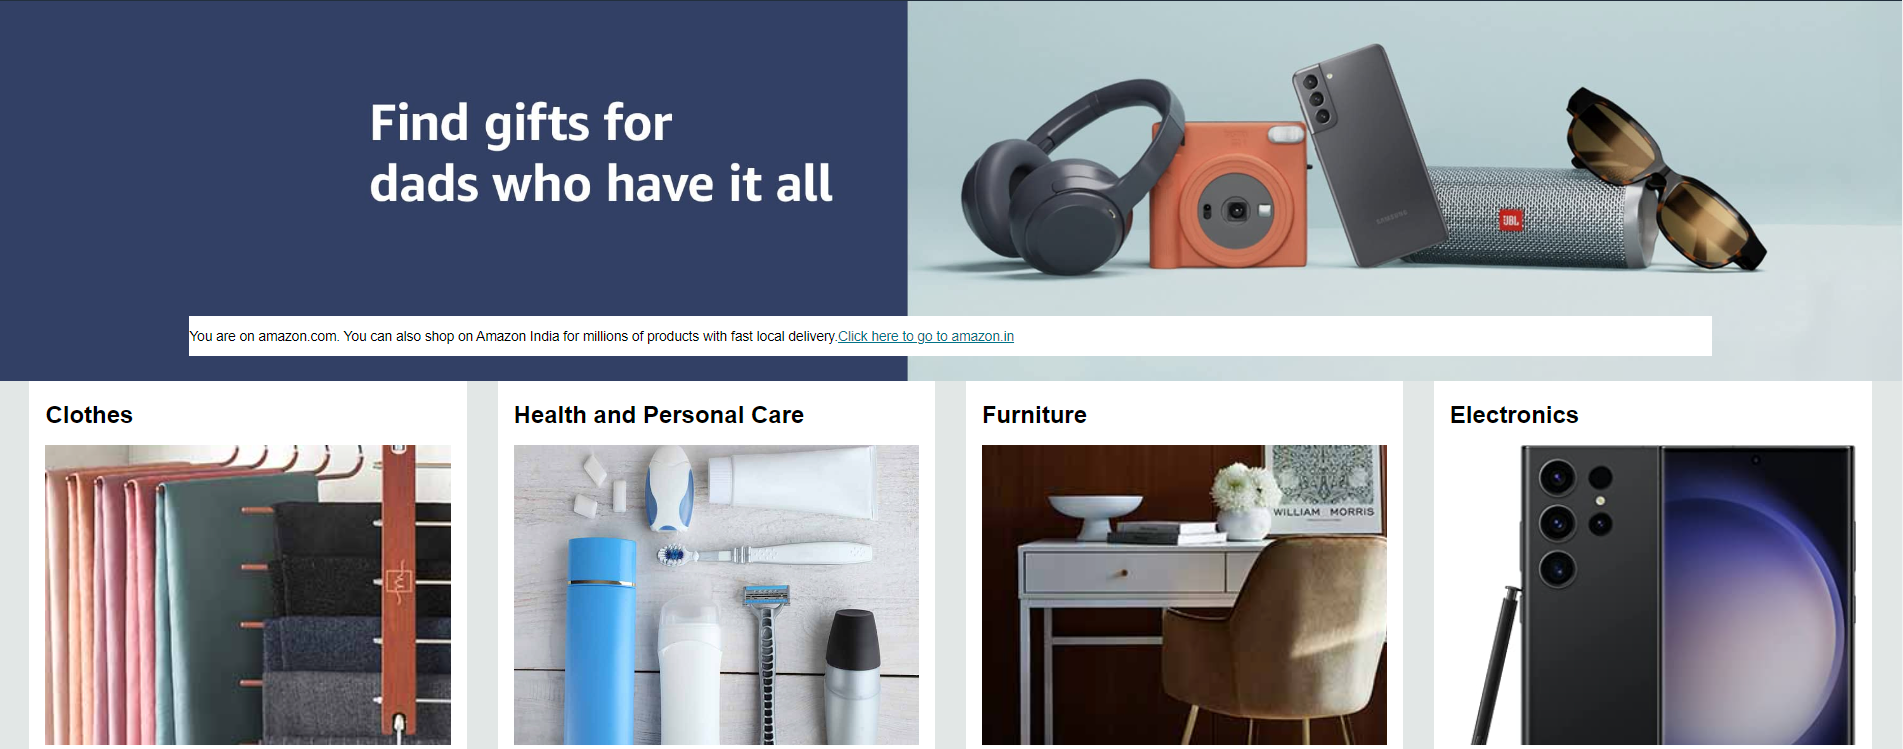 Find gifts for
dads who have it all
SAMSUNG
JBL
You are on amazon.com. You can also shop on Amazon India for millions of products with fast local delivery.Click here to go to amazon.in
Clothes
Health and Personal Care
Furniture
Electronics
WILLIAM MORRIS